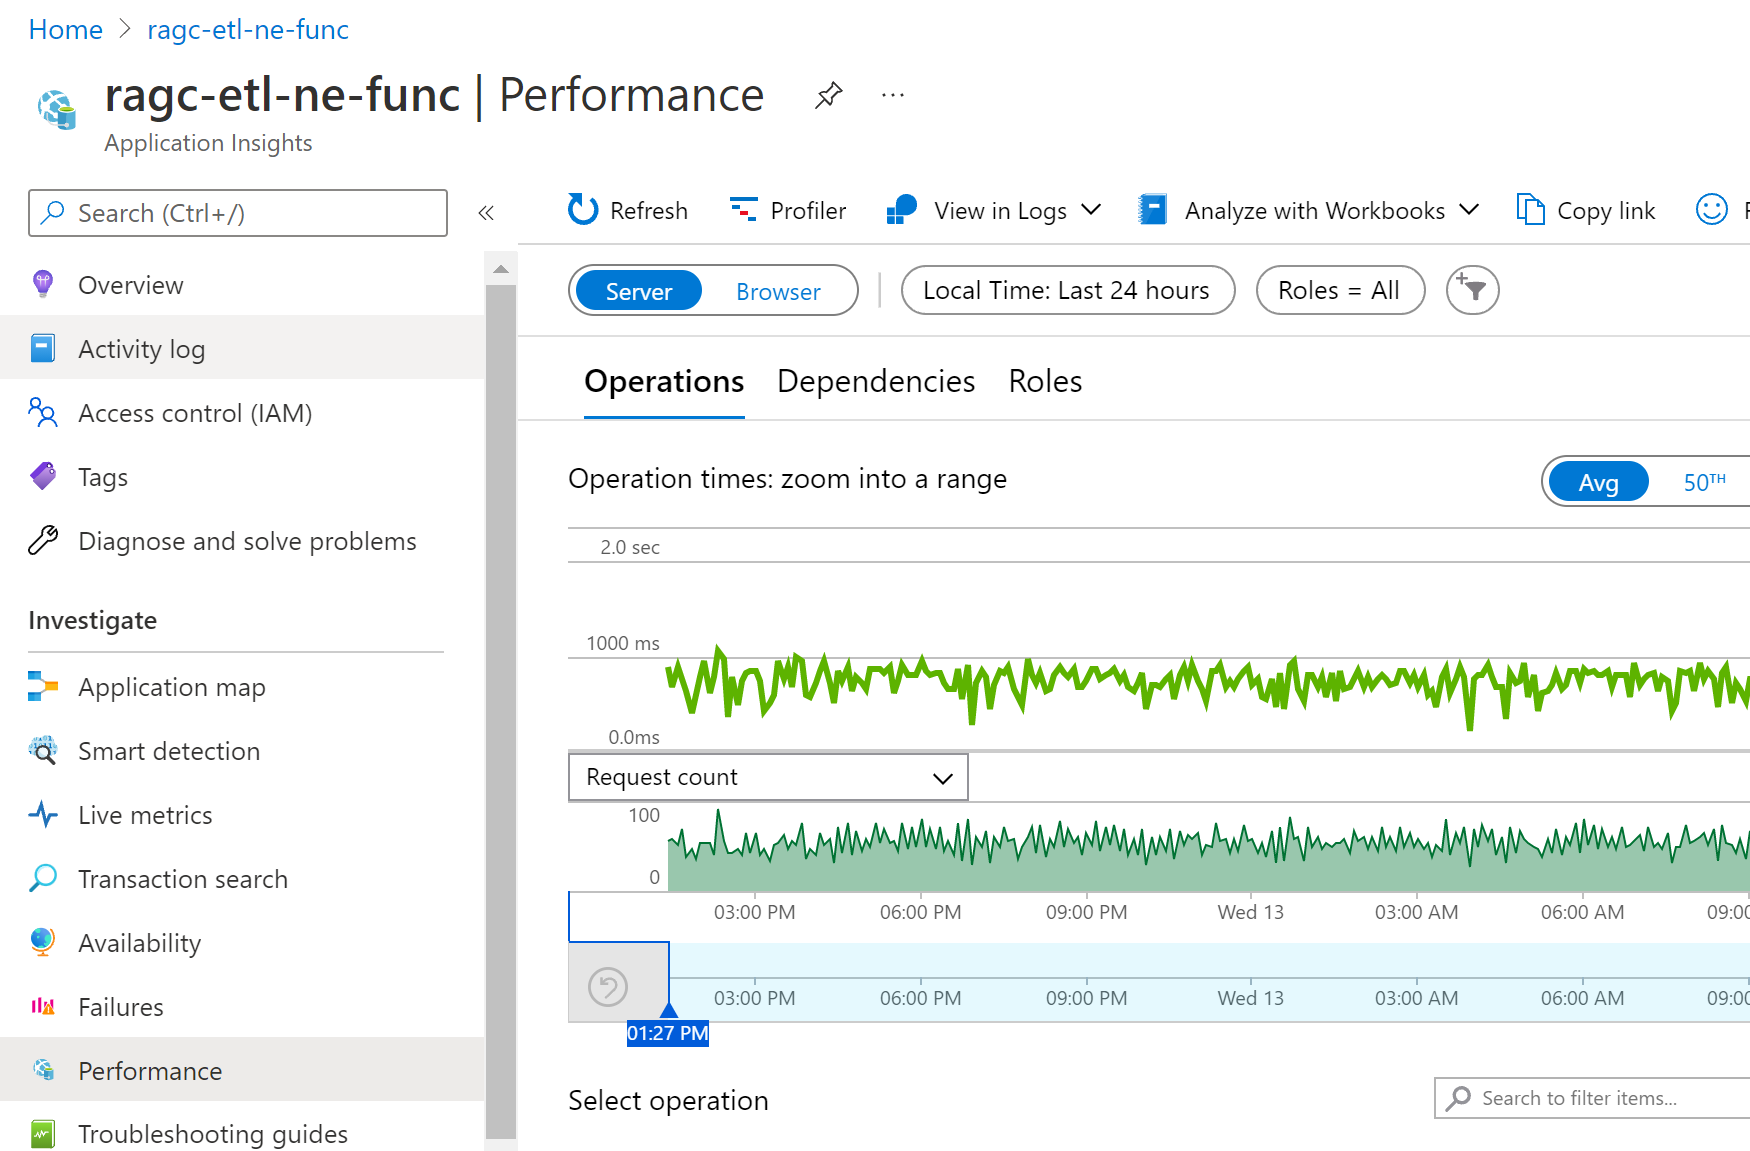 Home > ragc-etl-ne-func
ragc-etl-ne-func | Performance ...
Application Insights
Search (Ctrl+/)
«
Overview
Activity log
Access control (IAM)
Tags
Diagnose and solve problems
Investigate
Application map
Smart detection
Live metrics
Transaction search
Availability
Failures
Performance
Troubleshooting guides
Refresh
Profiler
View in Logs
Analyze with Workbooks
Copy link
Server
Browser
Local Time: Last 24 hours
Roles = All
Operations
Dependencies
Roles
Operation times: zoom into a range
Avg
50TH
2.0 sec
1000 ms
0.0ms
Request count
100
0
03:00 PM 06:00 PM 09:00 PM Wed 13 03:00 AM 06:00 AM 09:00
03:00 PM 06:00 PM 09:00 PM Wed 13 03:00 AM 06:00 AM 09:00
01:27 PM
Select operation
Search to filter items...